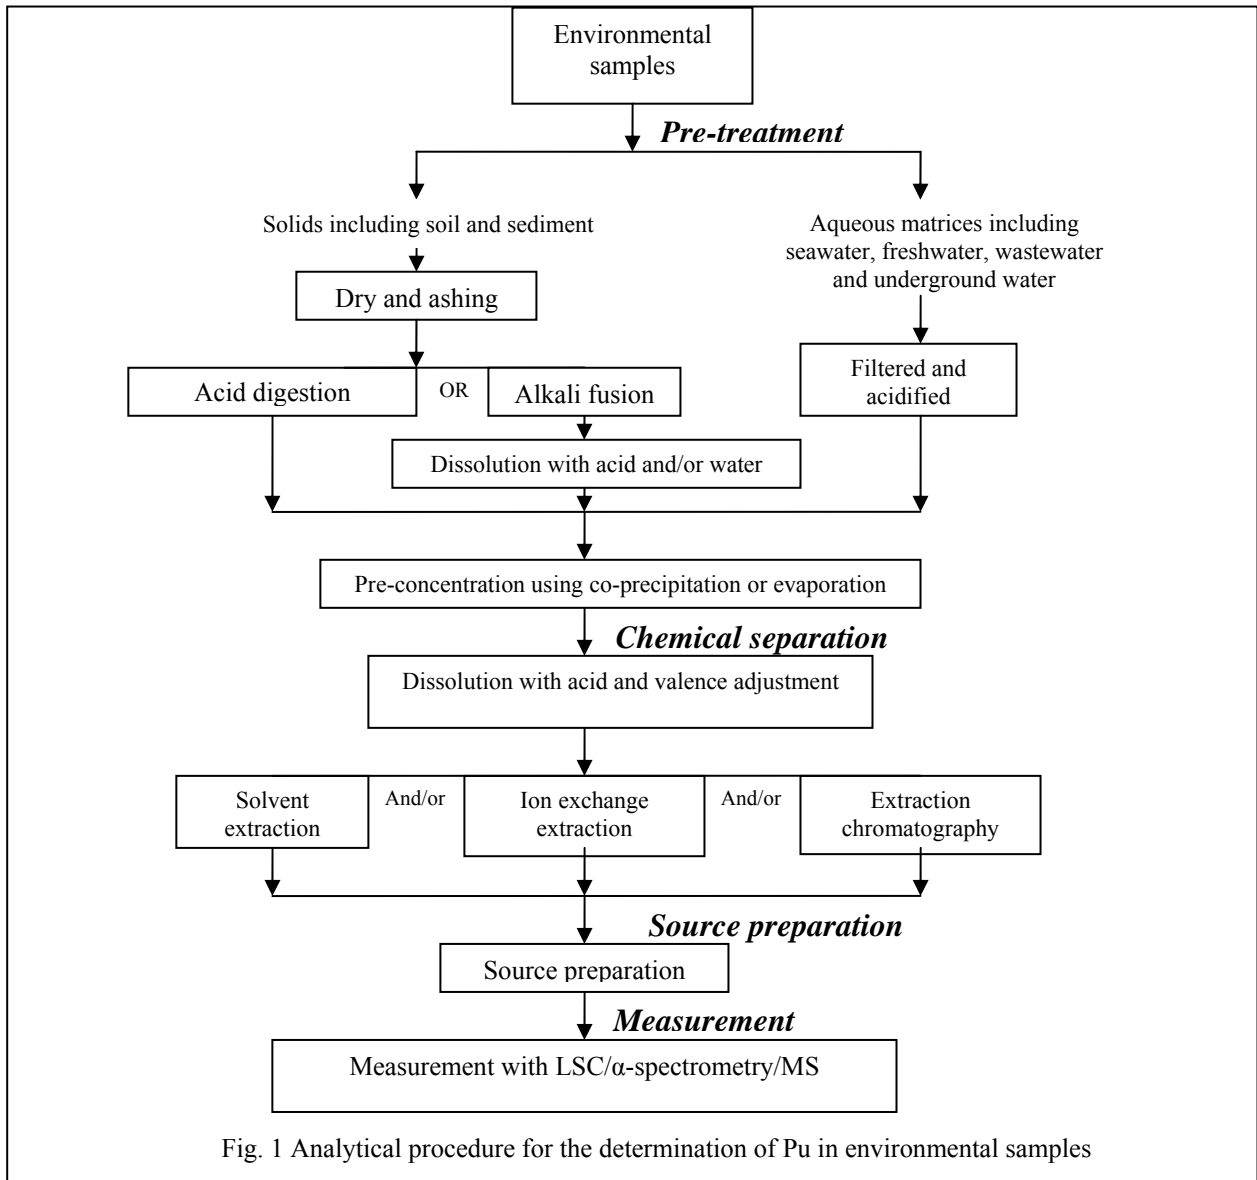 Environmental
samples
Pre-treatment
Solids including soil and sediment
Aqueous matrices including
seawater, freshwater, wastewater
and underground water
Dry and ashing
Filtered and
acidified
Acid digestion
OR
Alkali fusion
Dissolution with acid and/or water
Pre-concentration using co-precipitation or evaporation
Chemical separation
Dissolution with acid and valence adjustment
Solvent
extraction
And/or
Ion exchange
extraction
And/or
Extraction
chromatography
Source preparation
Source preparation
Measurement
Measurement with LSC/α-spectrometry/MS
Fig. 1 Analytical procedure for the determination of Pu in environmental samples